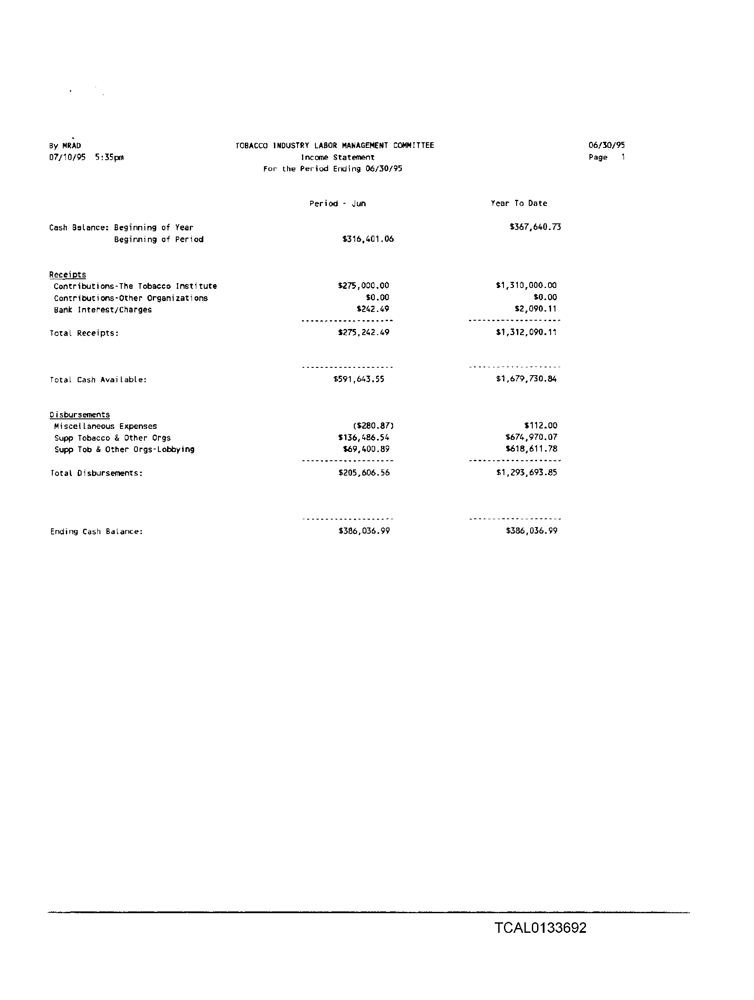 By MRAD TOBACCO INDUSTRY LABOR MANAGEMENT COMMITTEE 06/30/95
07/10/95 5:35pm Income Statement Page 1
For the Period Ending 06/30/95
Period - Jun Year To Date
Cash Balance: Beginning of Year $367,640.73
Beginning of Period $316,401.06
Receipts
Contributions-The Tobacco Institute $275,000.00 $1,310,000.00
Contributions-Other Organizations $0.00 $0.00
Bank Interest/Charges $242.49 $2,090.11
Total Receipts: $275,242.49 $1,312,090.11
Total Cash Available: $591,643.55 $1,679,730.84
Disbursements
Miscellaneous Expenses ($280.87) $112.00
Supp Tobacco & Other Orgs $136,486.54 $674,970.07
Supp Tob & Other Orgs-Lobbying $69,400.89 $618,611.78
Total Disbursements: $205,606.56 $1,293,693.85
Ending Cash Balance: $386,036.99 $386,036.99
TCAL0133692